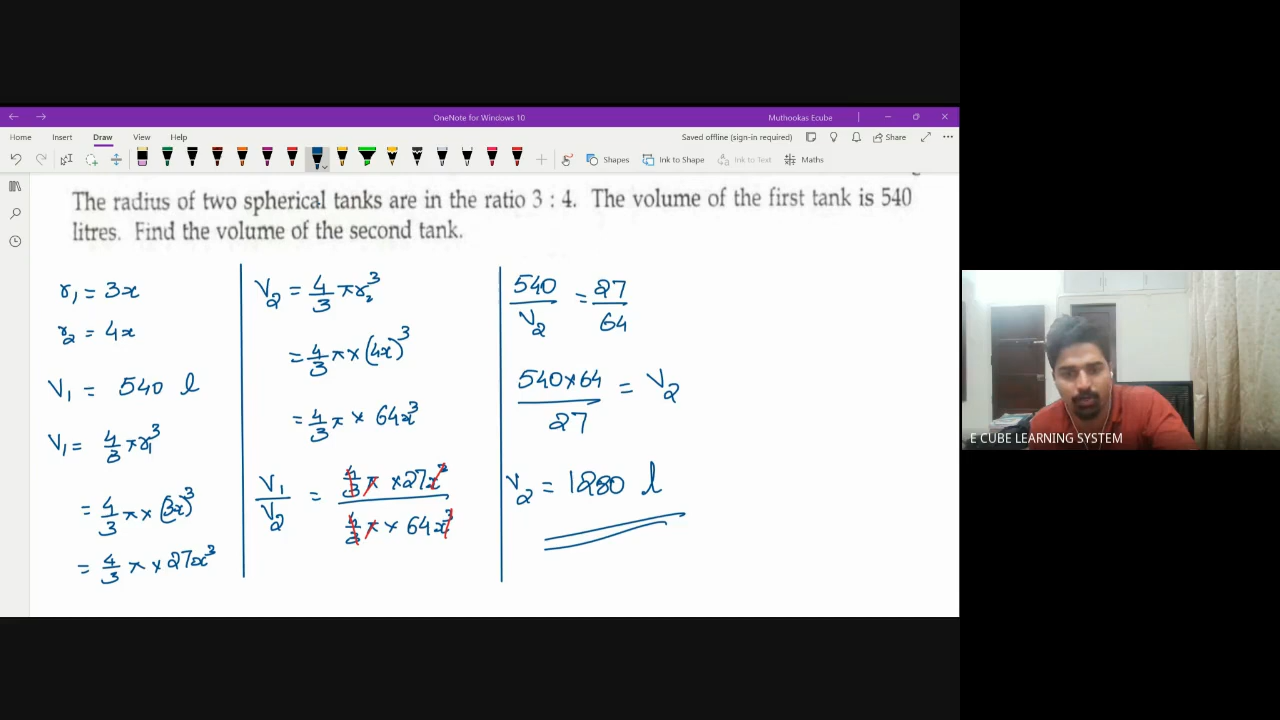 OneNote for Windows 10
Muthookas Ecube
Home Insert Draw View Help
Saved offline (sign-in required)
Share
Shapes
Ink to Shape
Ink to Text
Maths
The radius of two spherical tanks are in the ratio 3 : 4. The volume of the first tank is 540
litres. Find the volume of the second tank.
r₁ = 3x
r₂ = 4x
V₁ = 540 l
V₁ = 4/3 πr₁³
= 4/3 π × (3x)³
= 4/3 π × 27x³
V₂ = 4/3 πr₂³
= 4/3 π × (4x)³
= 4/3 π × 64x³
V₁/V₂ = (4/3 π × 27x³)/(4/3 π × 64x³)
540/V₂ = 27/64
(540×64)/27 = V₂
V₂ = 1280 l
E CUBE LEARNING SYSTEM